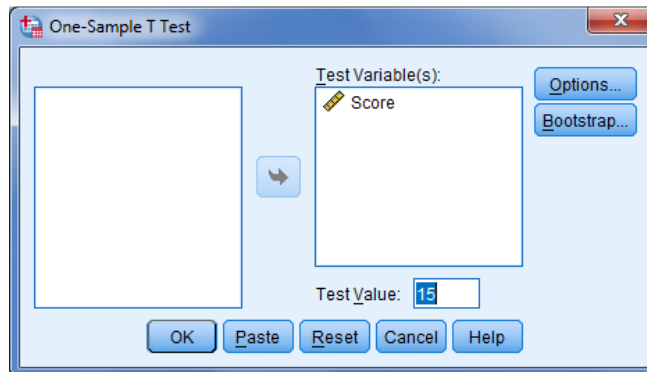 One-Sample T Test
Test Variable(s):
Score
Options...
Bootstrap...
Test Value: 15
OK Paste Reset Cancel Help